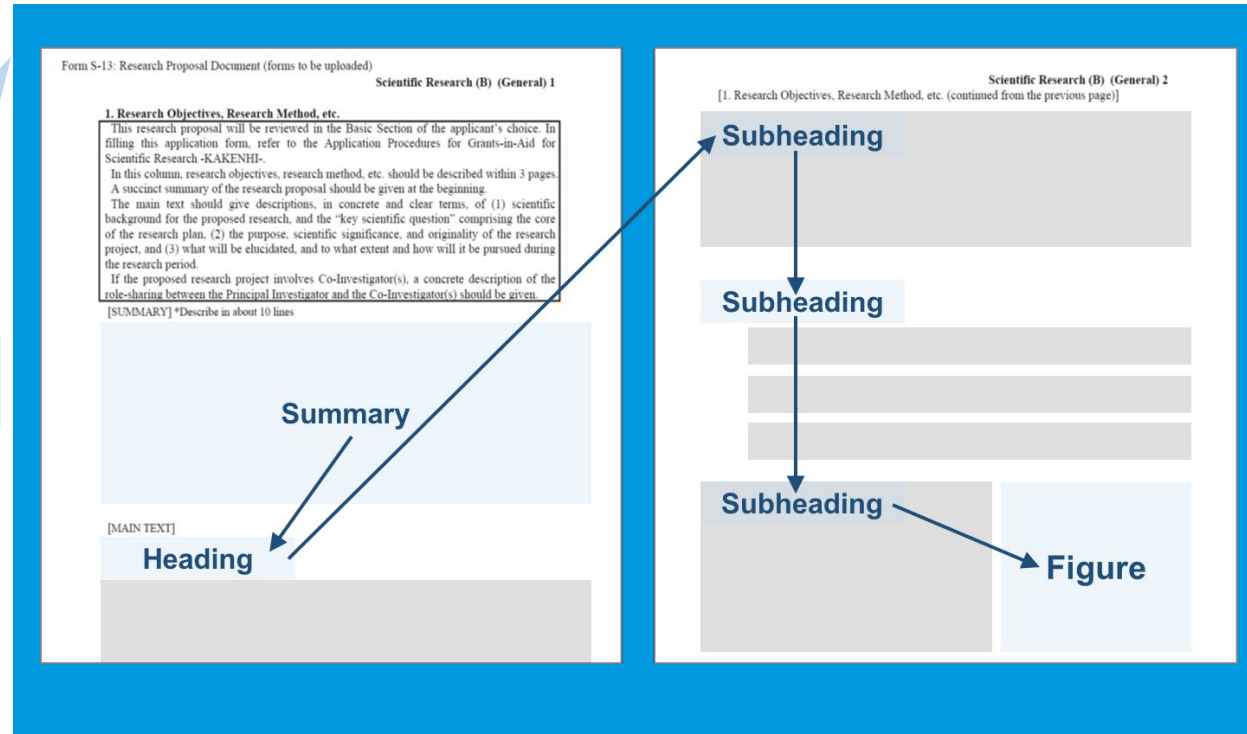 Form S-13: Research Proposal Document (forms to be uploaded)
Scientific Research (B) (General) 1
1. Research Objectives, Research Method, etc.
This research proposal will be reviewed in the Basic Section of the applicant's choice. In
filling this application form, refer to the Application Procedures for Grants-in-Aid for
Scientific Research -KAKENHI-.
In this column, research objectives, research method, etc. should be described within 3 pages.
A succinct summary of the research proposal should be given at the beginning.
The main text should give descriptions, in concrete and clear terms, of (1) scientific
background for the proposed research, and the “key scientific question” comprising the core
of the research plan, (2) the purpose, scientific significance, and originality of the research
project, and (3) what will be elucidated, and to what extent and how will it be pursued during
the research period.
If the proposed research project involves Co-Investigator(s), a concrete description of the
role-sharing between the Principal Investigator and the Co-Investigator(s) should be given.
[SUMMARY] *Describe in about 10 lines
Summary
[MAIN TEXT]
Heading
Scientific Research (B) (General) 2
[1. Research Objectives, Research Method, etc. (continued from the previous page)]
Subheading
Subheading
Subheading
Figure